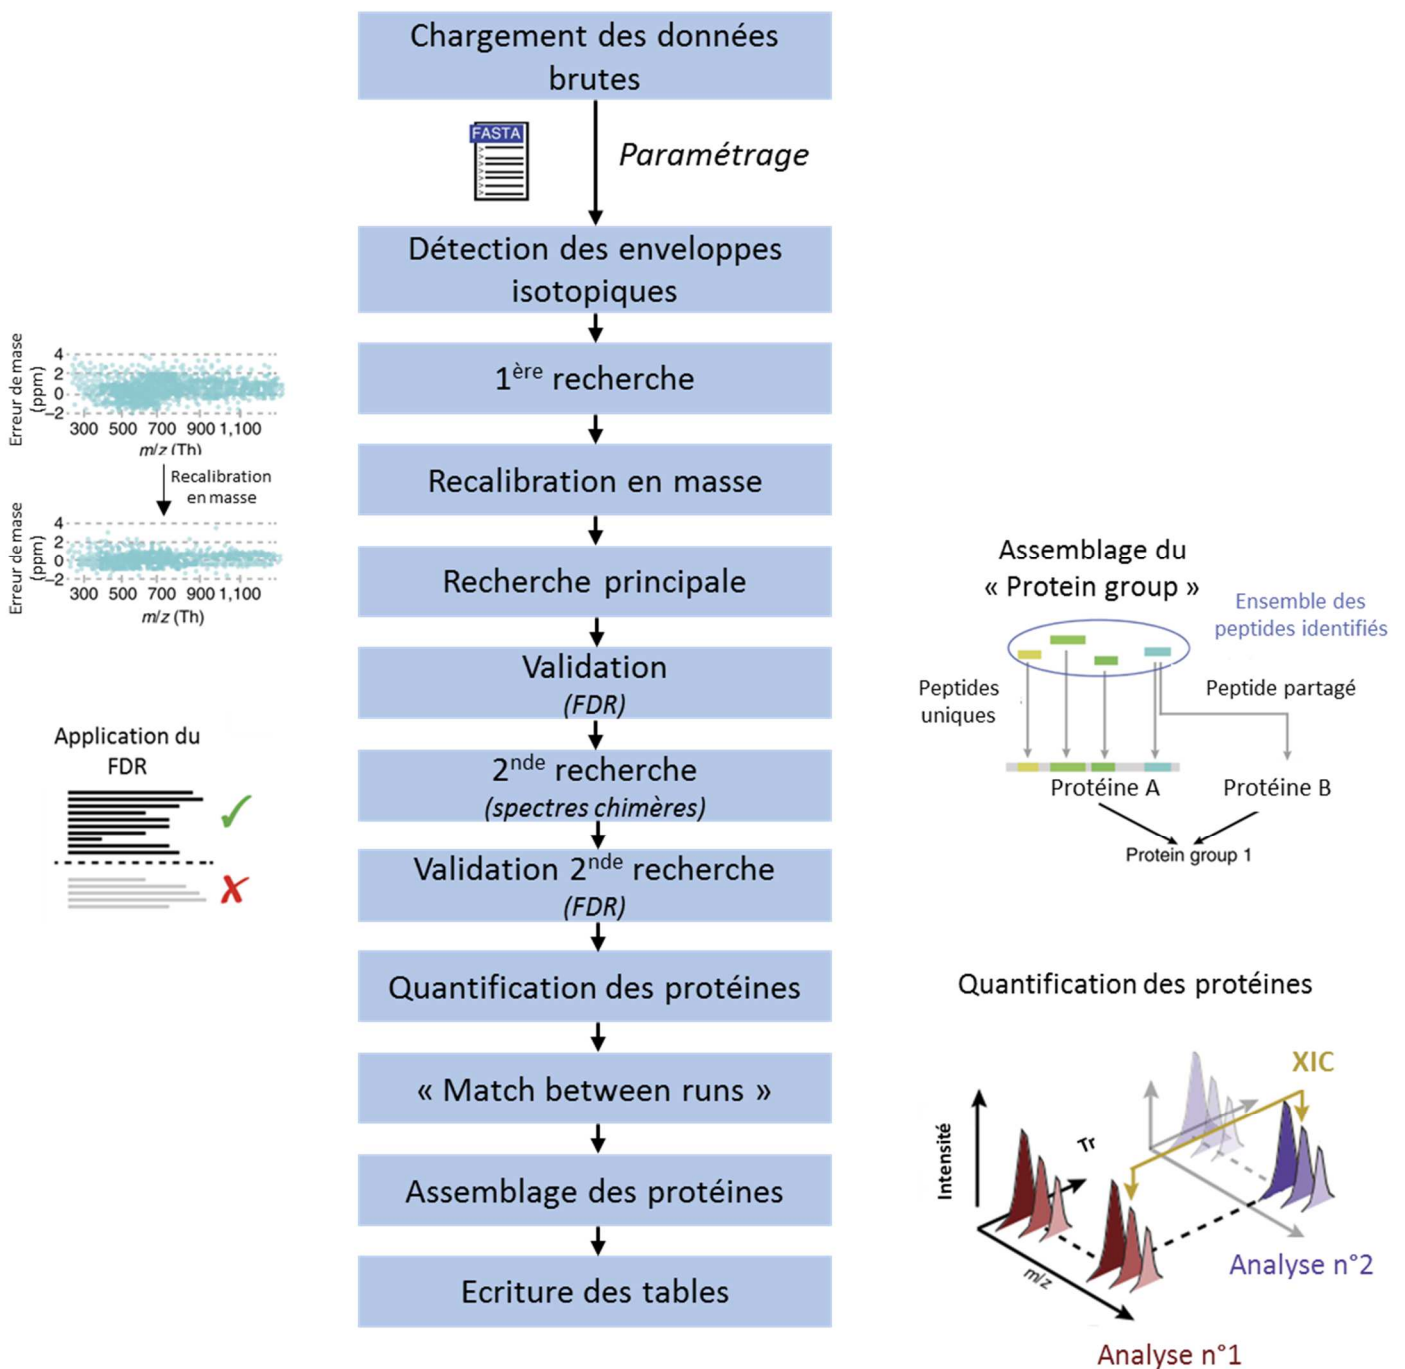 Chargement des données
brutes
FASTA
Paramétrage
Détection des enveloppes
isotopiques
1ère recherche
Recalibration en masse
Recherche principale
Validation
(FDR)
2nde recherche
(spectres chimères)
Validation 2nde recherche
(FDR)
Quantification des protéines
« Match between runs »
Assemblage des protéines
Ecriture des tables
Erreur de mase
(ppm)
4
2
0
–2
300 500 700 900 1,100
m/z (Th)
Recalibration
en masse
Erreur de mase
(ppm)
4
2
0
–2
300 500 700 900 1,100
m/z (Th)
Application du
FDR
Assemblage du
« Protein group »
Ensemble des
peptides identifiés
Peptides
uniques
Peptide partagé
Protéine A
Protéine B
Protein group 1
Quantification des protéines
XIC
Intensité
Tr
m/z
Analyse n°2
Analyse n°1